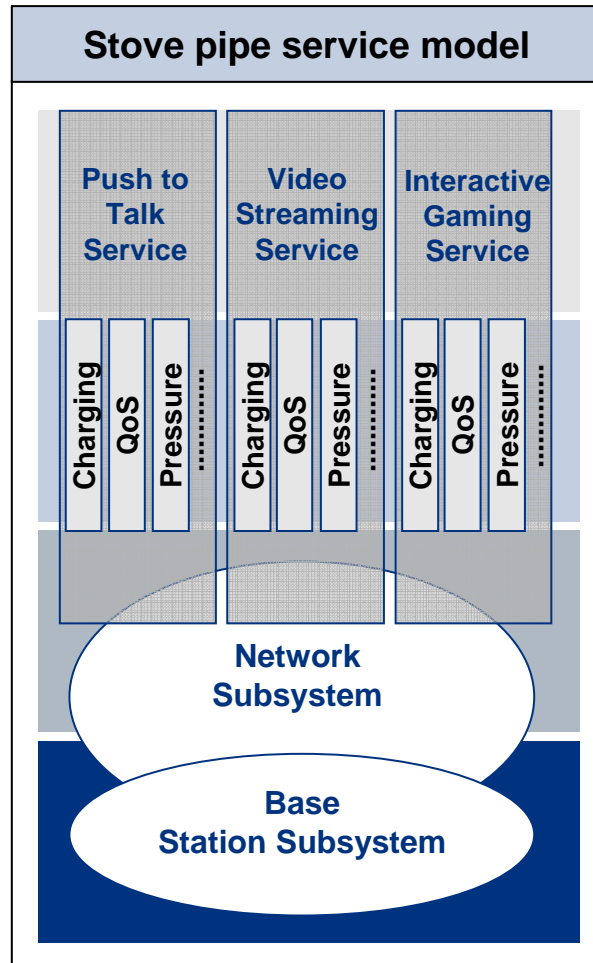 Stove pipe service model
Push to
Talk
Service
Video
Streaming
Service
Interactive
Gaming
Service
Charging
QoS
Pressure
.............
Charging
QoS
Pressure
.............
Charging
QoS
Pressure
.............
Network
Subsystem
Base
Station Subsystem